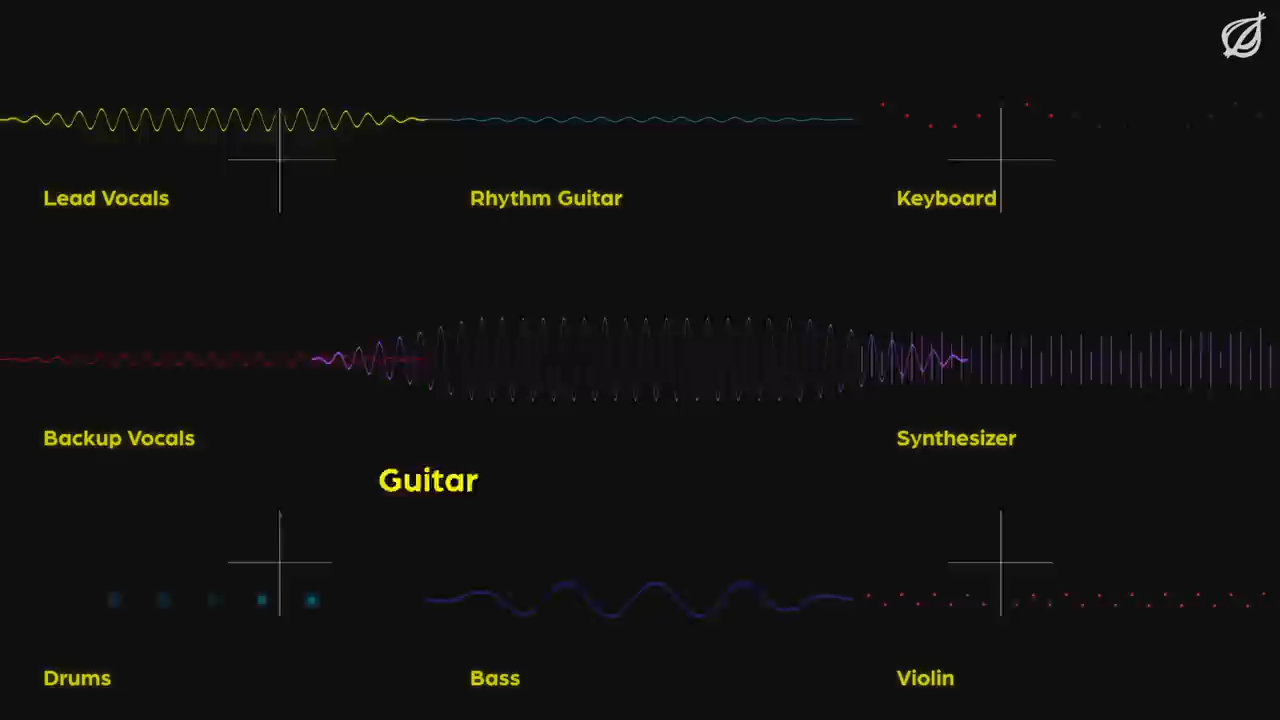 Lead Vocals
Rhythm Guitar
Keyboard
Backup Vocals
Synthesizer
Guitar
Drums
Bass
Violin